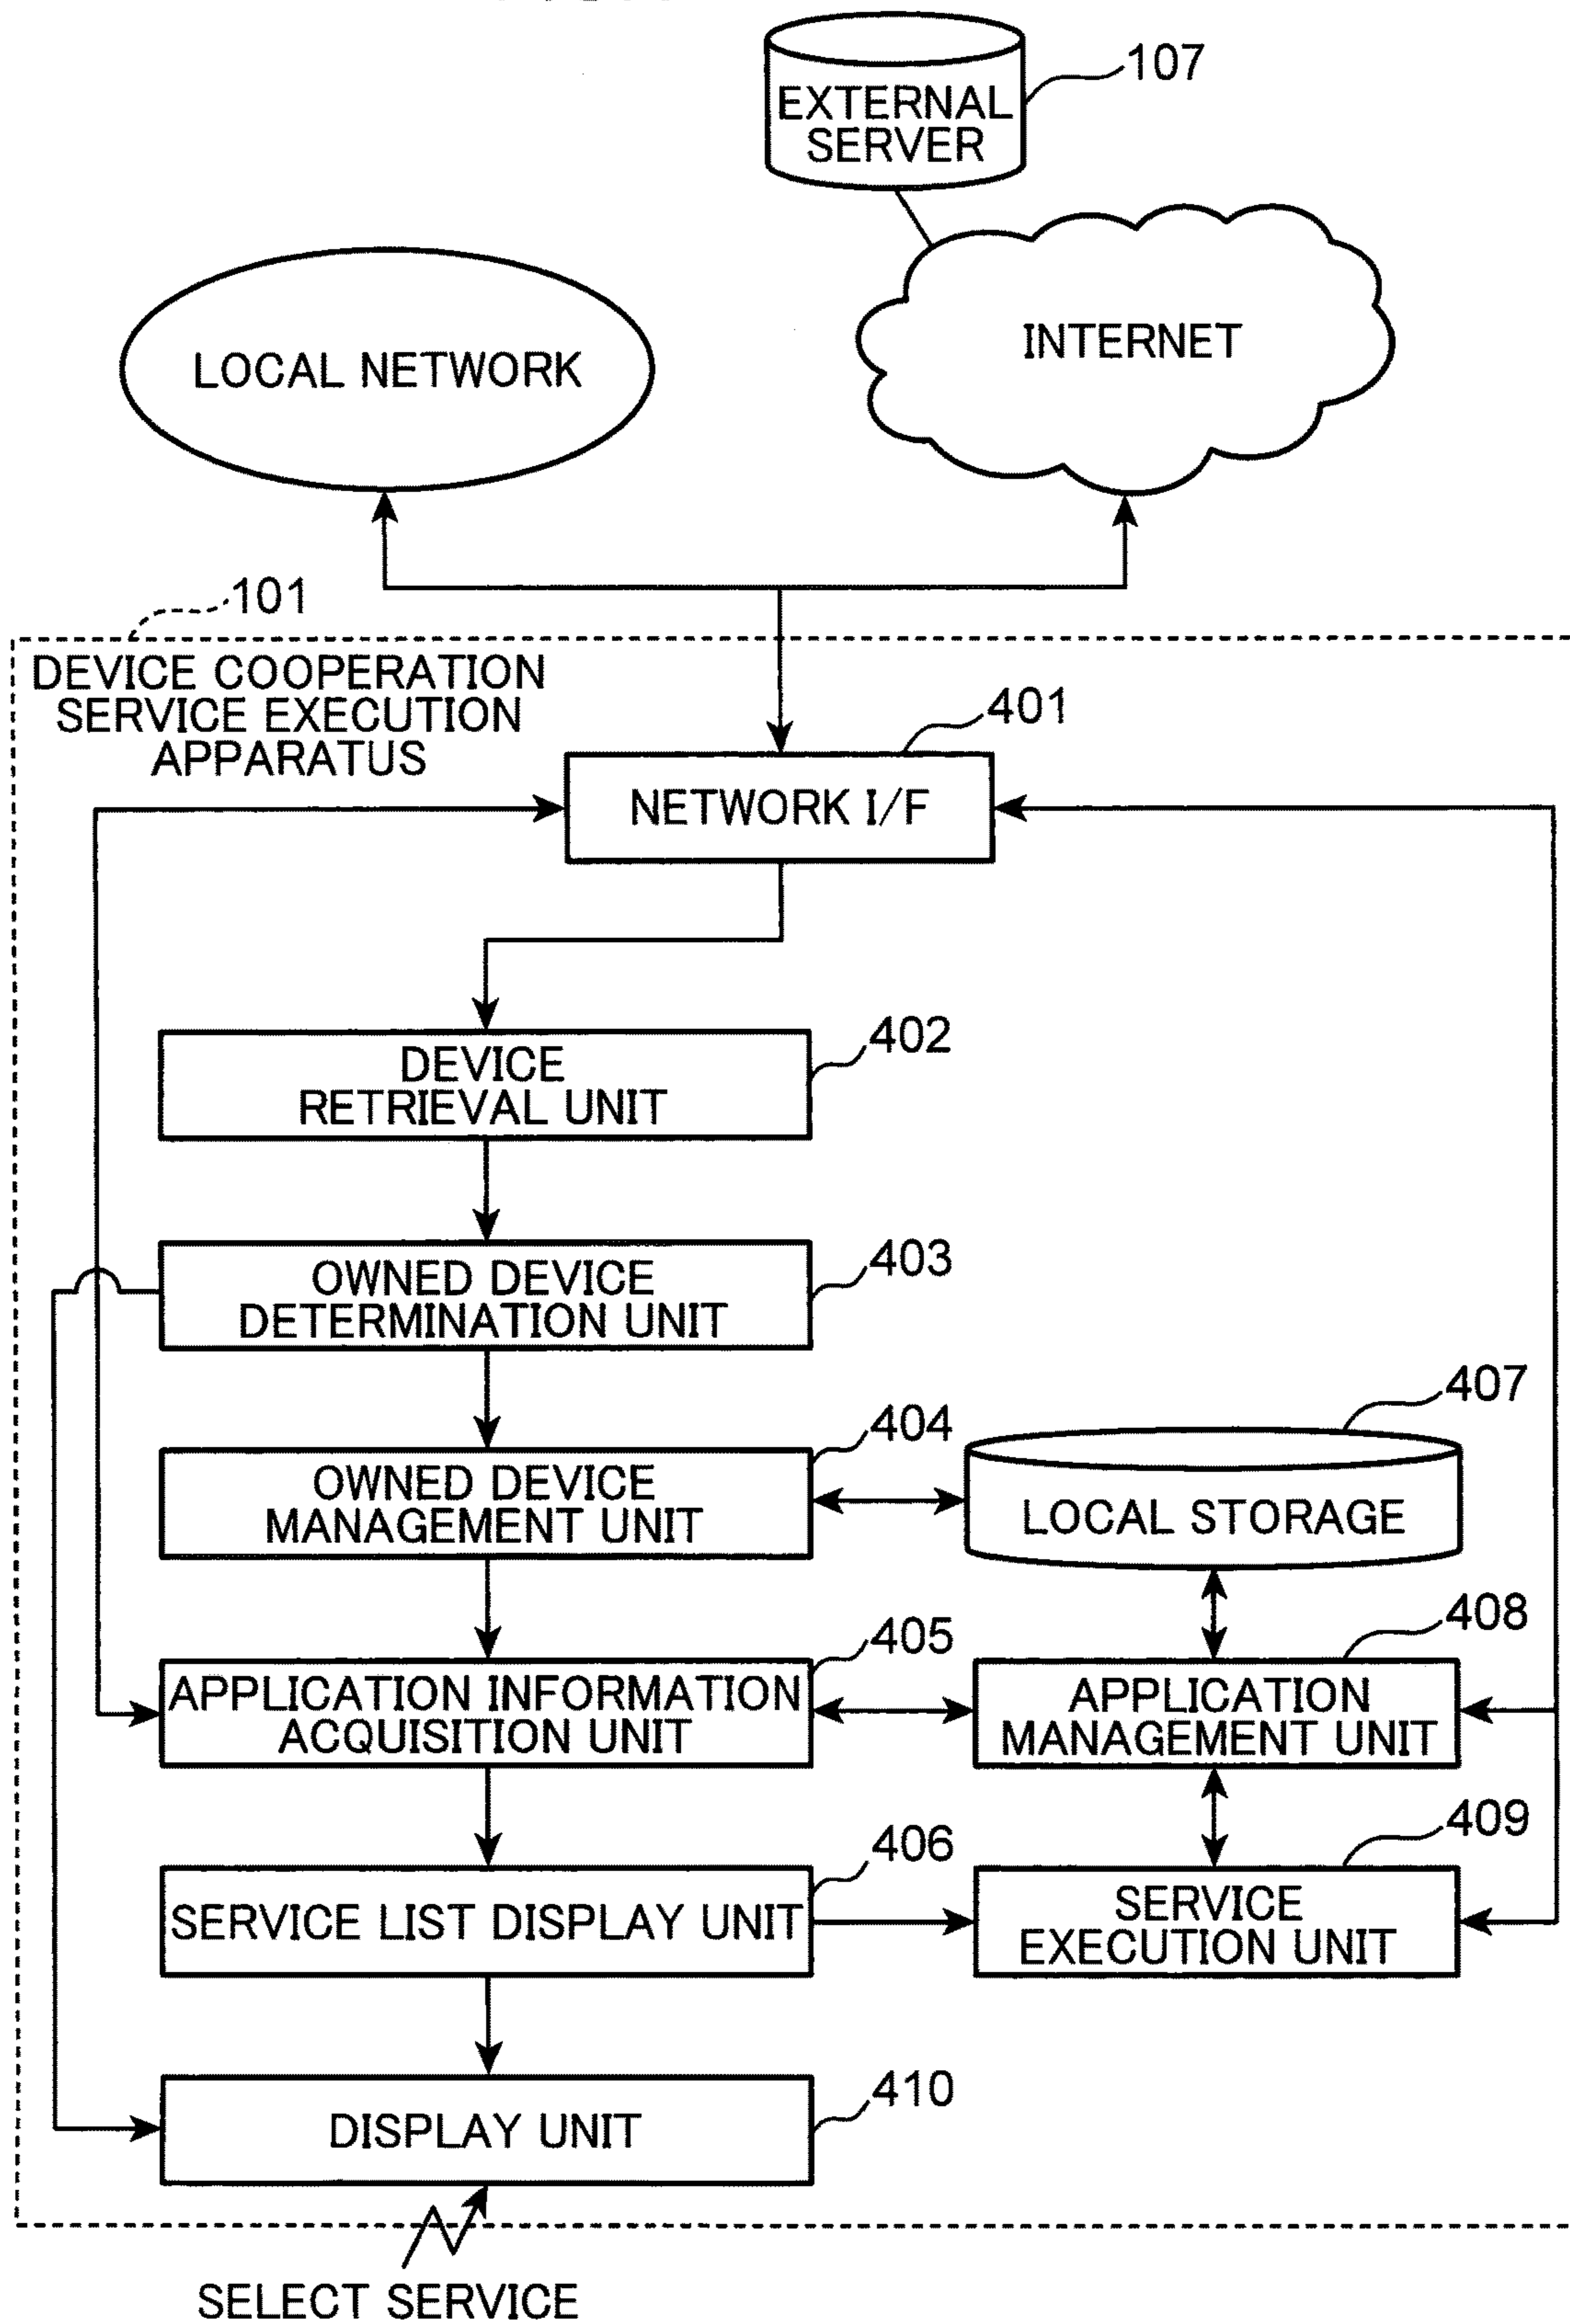 107
EXTERNAL
SERVER
INTERNET
LOCAL NETWORK
101
DEVICE COOPERATION
SERVICE EXECUTION
APPARATUS
401
NETWORK I/F
402
DEVICE
RETRIEVAL UNIT
403
OWNED DEVICE
DETERMINATION UNIT
404
OWNED DEVICE
MANAGEMENT UNIT
407
LOCAL STORAGE
405
APPLICATION INFORMATION
ACQUISITION UNIT
408
APPLICATION
MANAGEMENT UNIT
406
SERVICE LIST DISPLAY UNIT
409
SERVICE
EXECUTION UNIT
410
DISPLAY UNIT
SELECT SERVICE